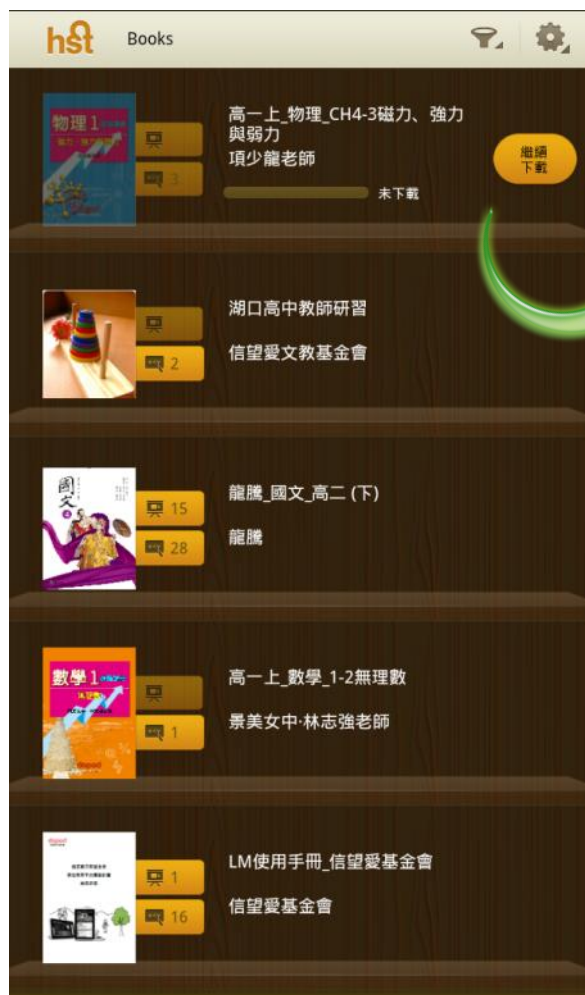 hst Books
物理 1
3
高一上_物理_CH4-3磁力、強力
與弱力
項少龍老師
未下載
繼續
下載
2
湖口高中教師研習
信望愛文教基金會
國文
15
28
龍騰_國文_高二 (下)
龍騰
數學 1
1
高一上_數學_1-2無理數
景美女中·林志強老師
1
16
LM使用手冊_信望愛基金會
信望愛基金會